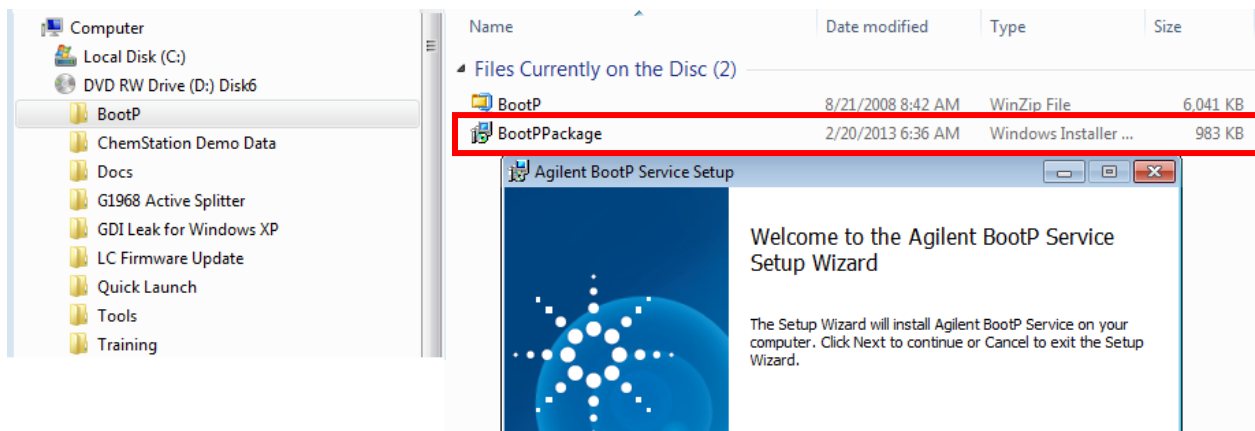 Computer
Local Disk (C:)
DVD RW Drive (D:) Disk6
BootP
ChemStation Demo Data
Docs
G1968 Active Splitter
GDI Leak for Windows XP
LC Firmware Update
Quick Launch
Tools
Training
Name Date modified Type Size
Files Currently on the Disc (2)
BootP 8/21/2008 8:42 AM WinZip File 6,041 KB
BootPPackage 2/20/2013 6:36 AM Windows Installer ... 983 KB
Agilent BootP Service Setup
Welcome to the Agilent BootP Service
Setup Wizard
The Setup Wizard will install Agilent BootP Service on your
computer. Click Next to continue or Cancel to exit the Setup
Wizard.